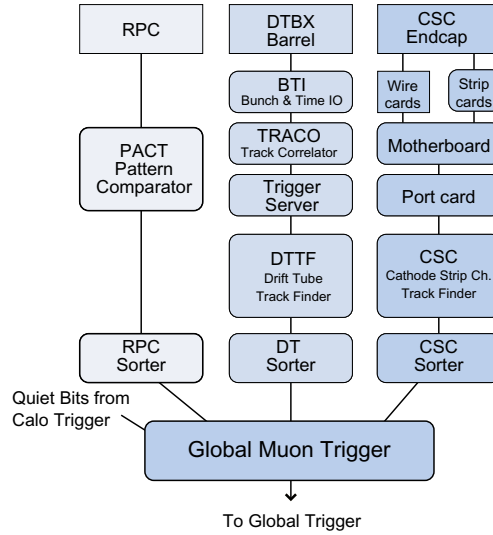 RPC
DTBX
Barrel
CSC
Endcap
BTI
Bunch & Time IO
Wire
cards
Strip
cards
PACT
Pattern
Comparator
TRACO
Track Correlator
Motherboard
Trigger
Server
Port card
DTTF
Drift Tube
Track Finder
CSC
Cathode Strip Ch.
Track Finder
RPC
Sorter
DT
Sorter
CSC
Sorter
Quiet Bits from
Calo Trigger
Global Muon Trigger
To Global Trigger